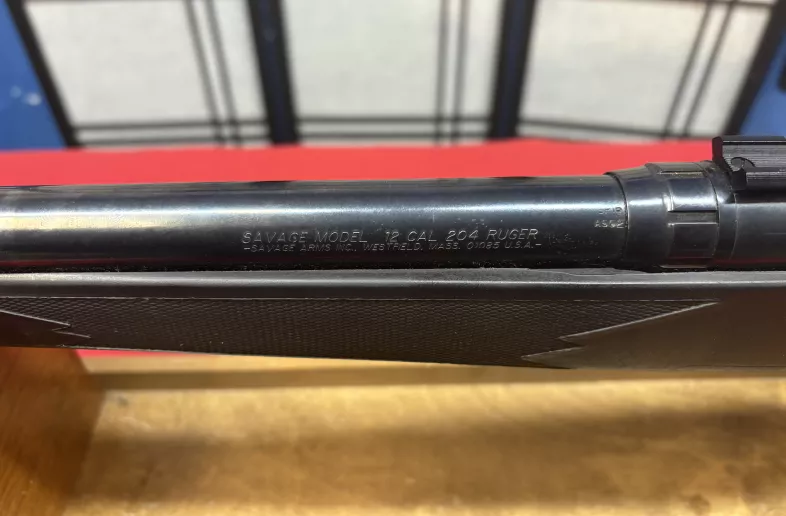 SAVAGE MODEL 12 CAL. 204 RUGER
-SAVAGE ARMS INC., WESTFIELD, MASS. 01085 U.S.A.-